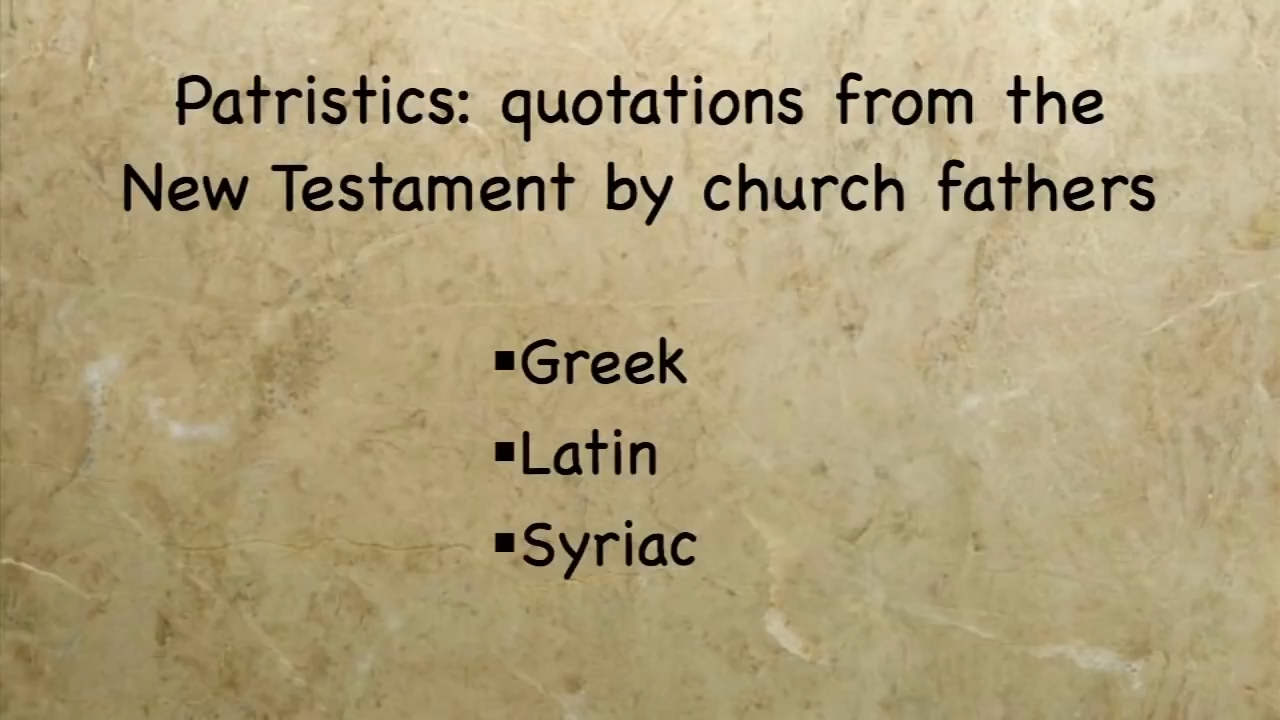 Patristics: quotations from the
New Testament by church fathers
▪Greek
▪Latin
▪Syriac